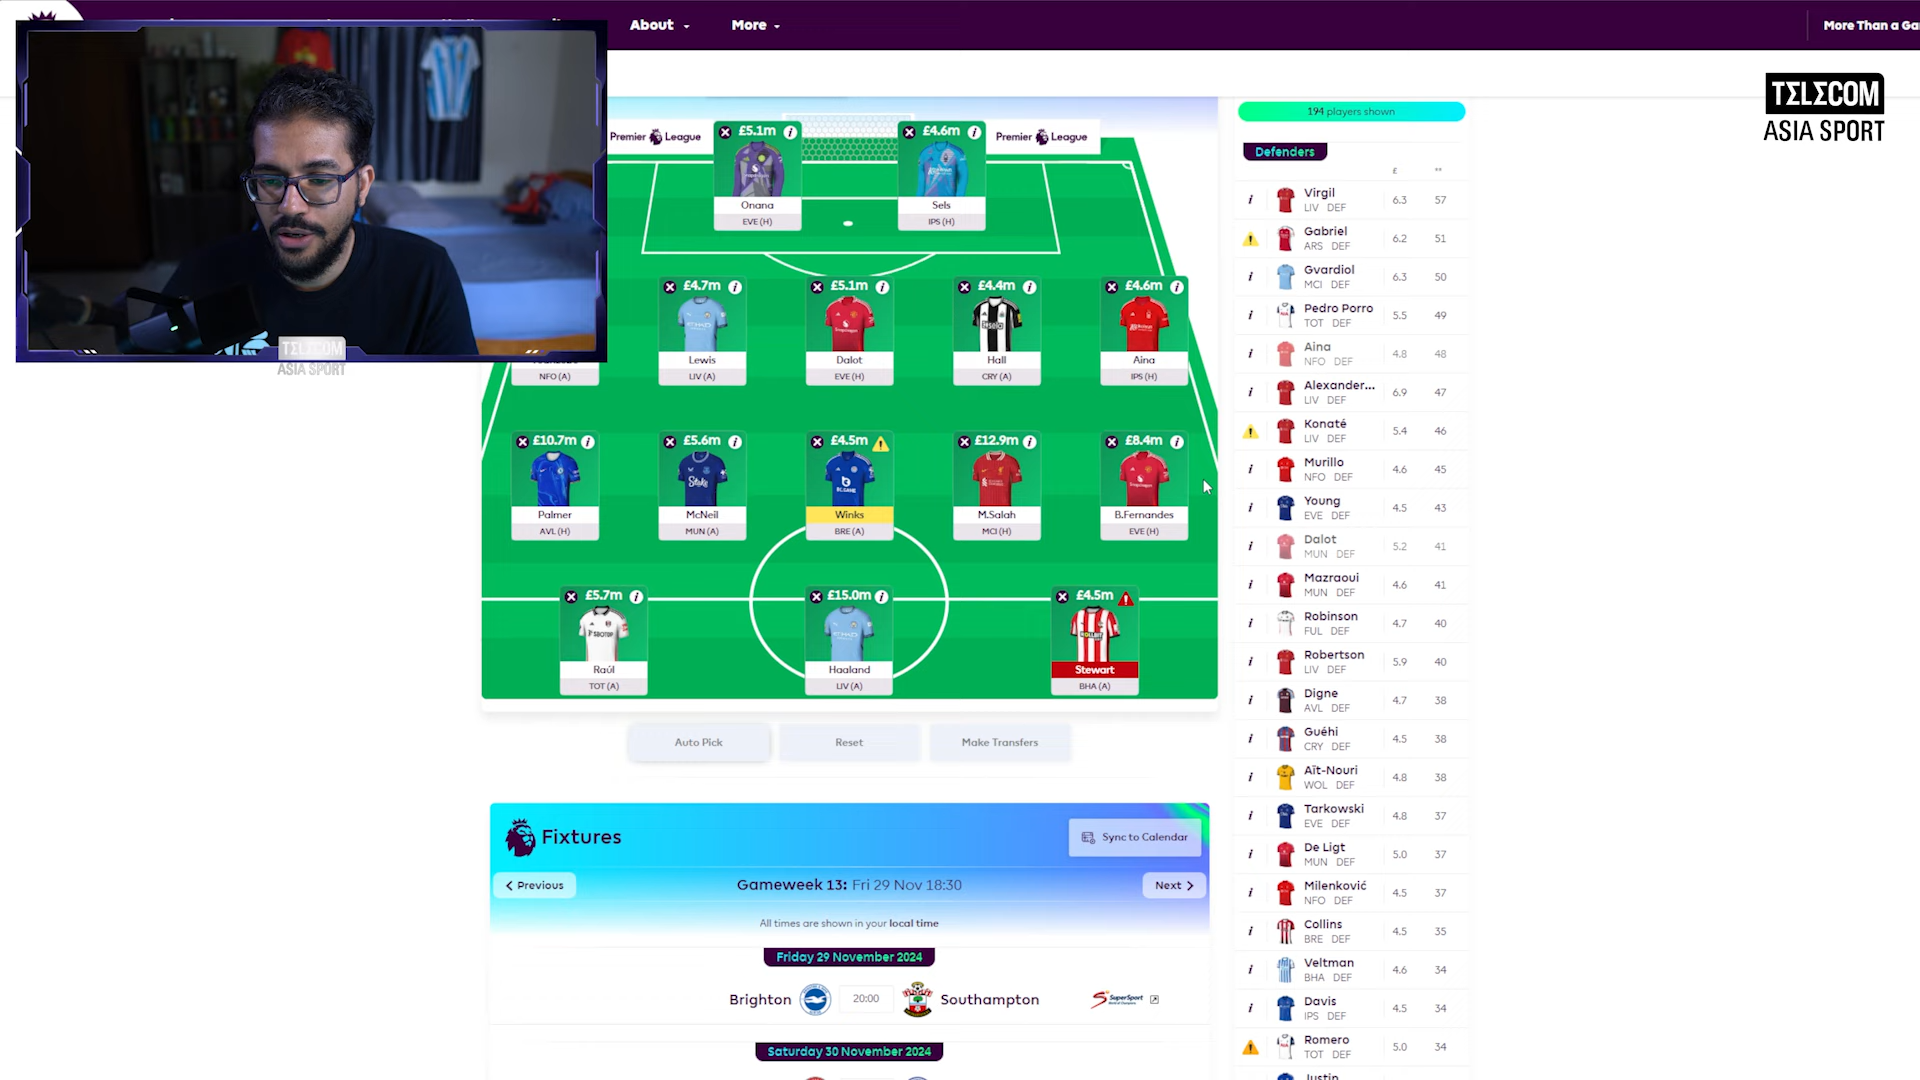 About
More
More Than a Ga
TELECOM
ASIA SPORT
194 players shown
Premier League
£5.1m
£4.6m
Premier League
Onana
EVE (H)
Sels
IPS (H)
£4.7m
£5.1m
£4.4m
£4.6m
Lewis
Dalot
Hall
Aina
NFO (A)
LIV (A)
EVE (H)
CRY (A)
IPS (H)
TELECOM
ASIA SPORT
£10.7m
£5.6m
£4.5m
£12.9m
£8.4m
Palmer
McNeil
Winks
M.Salah
B.Fernandes
AVL (H)
MUN (A)
BRE (A)
MCI (H)
EVE (H)
£5.7m
£15.0m
£4.5m
Raúl
Haaland
Stewart
TOT (A)
LIV (A)
BHA (A)
Auto Pick
Reset
Make Transfers
Fixtures
Sync to Calendar
Previous
Gameweek 13: Fri 29 Nov 18:30
Next
All times are shown in your local time
Friday 29 November 2024
Brighton 20:00 Southampton
SuperSport
Saturday 30 November 2024
Defenders
£ **
Virgil
LIV DEF 6.3 57
Gabriel
ARS DEF 6.2 51
Gvardiol
MCI DEF 6.3 50
Pedro Porro
TOT DEF 5.5 49
Aina
NFO DEF 4.8 48
Alexander...
LIV DEF 6.9 47
Konaté
LIV DEF 5.4 46
Murillo
NFO DEF 4.6 45
Young
EVE DEF 4.5 43
Dalot
MUN DEF 5.2 41
Mazraoui
MUN DEF 4.6 41
Robinson
FUL DEF 4.7 40
Robertson
LIV DEF 5.9 40
Digne
AVL DEF 4.7 38
Guéhi
CRY DEF 4.5 38
Aït-Nouri
WOL DEF 4.8 38
Tarkowski
EVE DEF 4.8 37
De Ligt
MUN DEF 5.0 37
Milenković
NFO DEF 4.5 37
Collins
BRE DEF 4.5 35
Veltman
BHA DEF 4.6 34
Davis
IPS DEF 4.5 34
Romero
TOT DEF 5.0 34
Justin